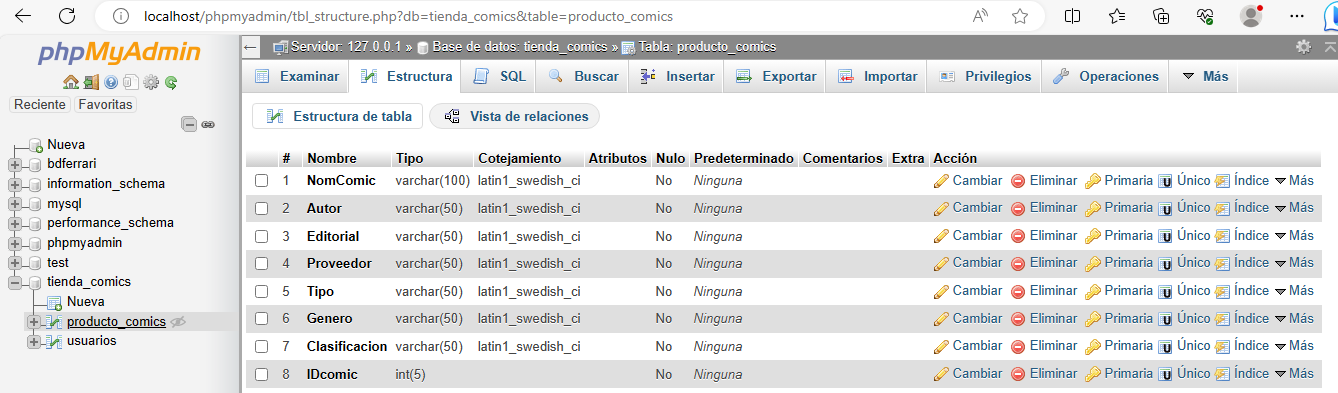 localhost/phpmyadmin/tbl_structure.php?db=tienda_comics&table=producto_comics
phpMyAdmin
Reciente Favoritas
Nueva
bdferrari
information_schema
mysql
performance_schema
phpmyadmin
test
tienda_comics
Nueva
producto_comics
usuarios
Servidor: 127.0.0.1 » Base de datos: tienda_comics » Tabla: producto_comics
Examinar Estructura SQL Buscar Insertar Exportar Importar Privilegios Operaciones Más
Estructura de tabla Vista de relaciones
# Nombre Tipo Cotejamiento Atributos Nulo Predeterminado Comentarios Extra Acción
1 NomComic varchar(100) latin1_swedish_ci No Ninguna Cambiar Eliminar Primaria Único Índice Más
2 Autor varchar(50) latin1_swedish_ci No Ninguna Cambiar Eliminar Primaria Único Índice Más
3 Editorial varchar(50) latin1_swedish_ci No Ninguna Cambiar Eliminar Primaria Único Índice Más
4 Proveedor varchar(50) latin1_swedish_ci No Ninguna Cambiar Eliminar Primaria Único Índice Más
5 Tipo varchar(50) latin1_swedish_ci No Ninguna Cambiar Eliminar Primaria Único Índice Más
6 Genero varchar(50) latin1_swedish_ci No Ninguna Cambiar Eliminar Primaria Único Índice Más
7 Clasificacion varchar(50) latin1_swedish_ci No Ninguna Cambiar Eliminar Primaria Único Índice Más
8 IDcomic int(5) No Ninguna Cambiar Eliminar Primaria Único Índice Más